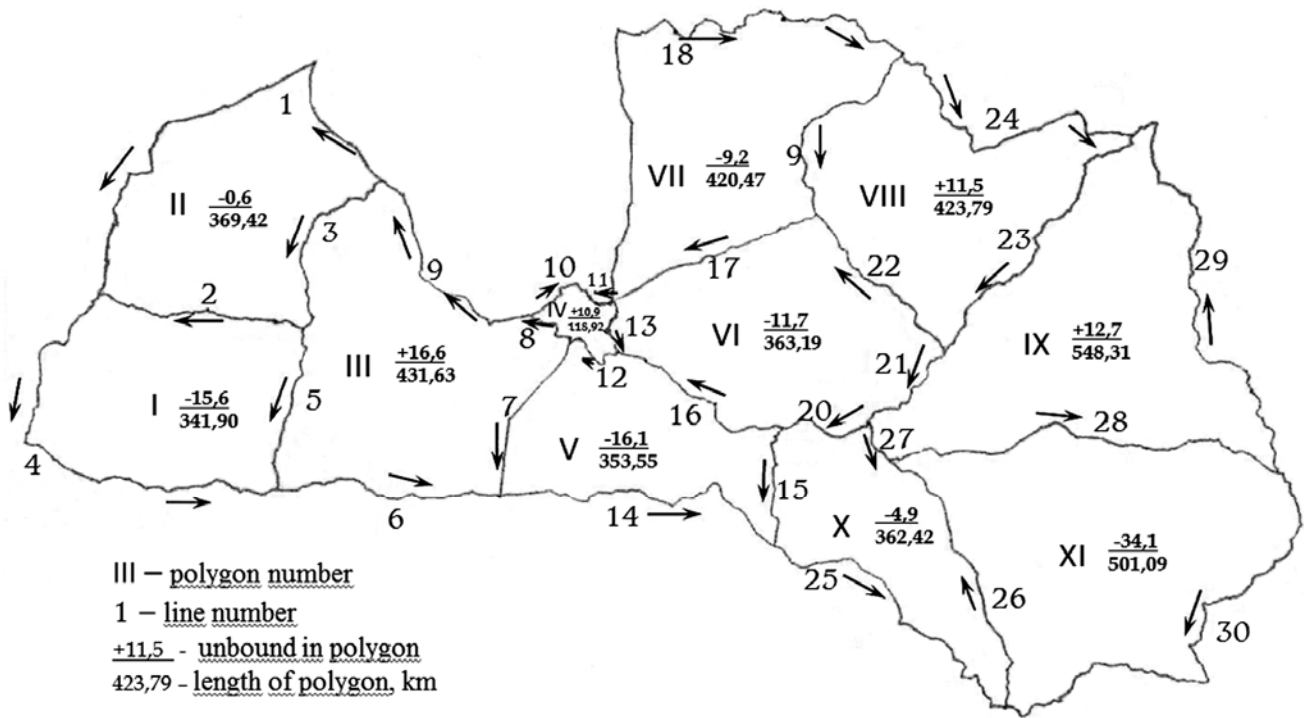 18
1
24
VII -9,2
420,47
9
VIII +11,5
423,79
II -0,6
369,42
3
23
29
17
22
9
10
11
2
IV +10,9
118,92
13
8
VI -11,7
363,19
IX +12,7
548,31
III +16,6
431,63
12
21
5
I -15,6
341,90
7
16
20
28
27
V -16,1
353,55
4
15
6
14
X -4,9
362,42
XI -34,1
501,09
25
26
30
III – polygon number
1 – line number
+11,5 - unbound in polygon
423,79 – length of polygon, km